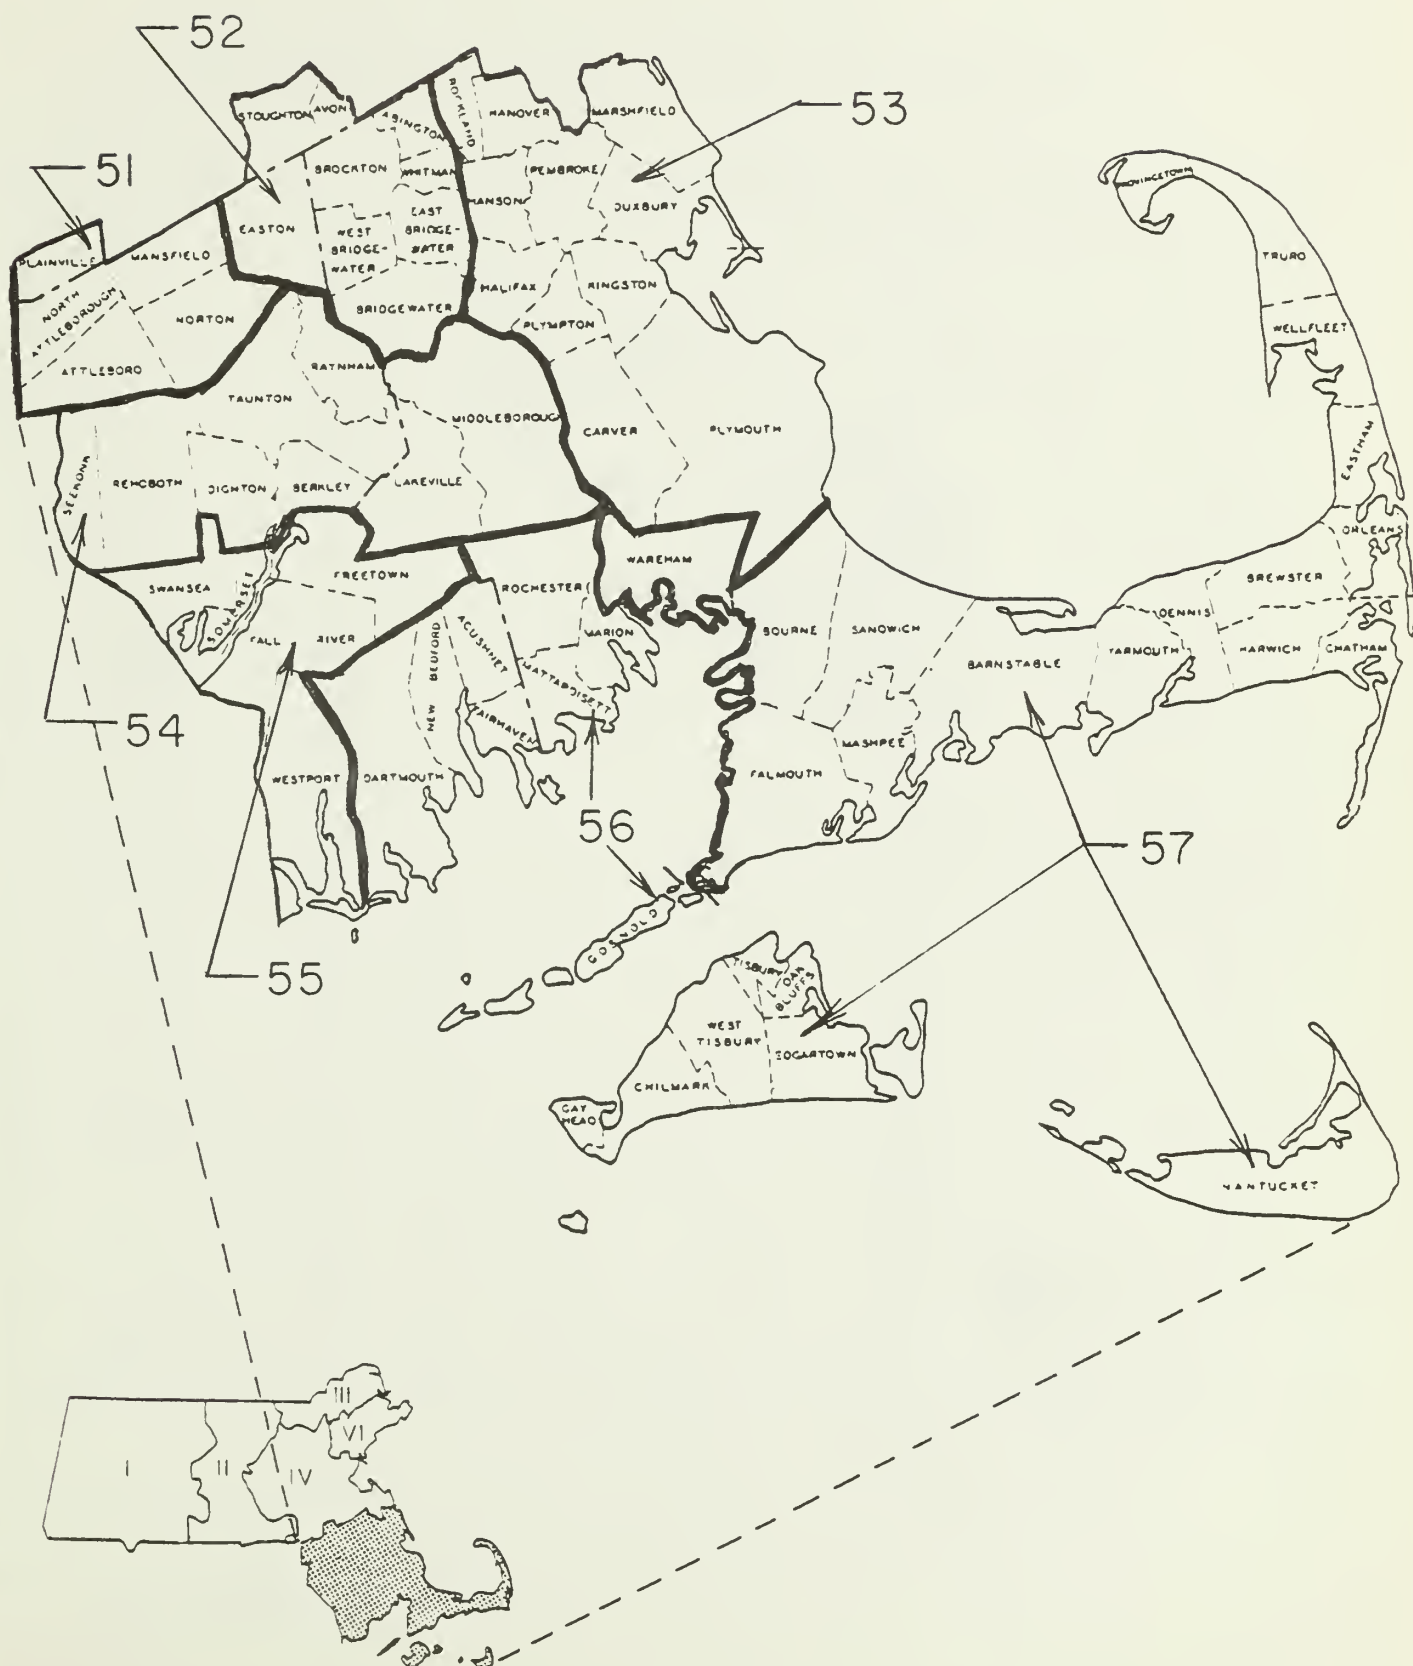 52
53
51
STOUGHTON
AVON
ABINGTON
ROCKLAND
HANOVER
MARSHFIELD
BROCKTON
WHITMAN
PEMBROKE
HANSON
DUXBURY
EASTON
WEST
BRIDGE-
WATER
EAST
BRIDGE-
WATER
PLAINVILLE
MANSFIELD
NORTH
ATTLEBOROUGH
NORTON
ATTLEBORO
BRIDGEWATER
HALIFAX
KINGSTON
PLYMPTON
RAYNHAM
TAUNTON
MIDDLEBOROUGH
CARVER
PLYMOUTH
SEEKONK
REHOBOTH
DIGHTON
BERKLEY
LAKEVILLE
PROVINCETOWN
TRURO
WELLFLEET
EASTHAM
ORLEANS
BREWSTER
DENNIS
HARWICH
CHATHAM
YARMOUTH
BARNSTABLE
SANDWICH
BOURNE
MASHPEE
FALMOUTH
SWANSEA
SOMERSET
FREETOWN
FALL RIVER
ROCHESTER
WAREHAM
MARION
ACUSHNET
NEW BEDFORD
MATTAPOISETT
FAIRHAVEN
WESTPORT
DARTMOUTH
54
55
56
57
GOSNOLD
TISBURY
OAK
BLUFFS
WEST
TISBURY
EDGARTOWN
CHILMARK
GAY
HEAD
NANTUCKET
III
VI
I
II
IV